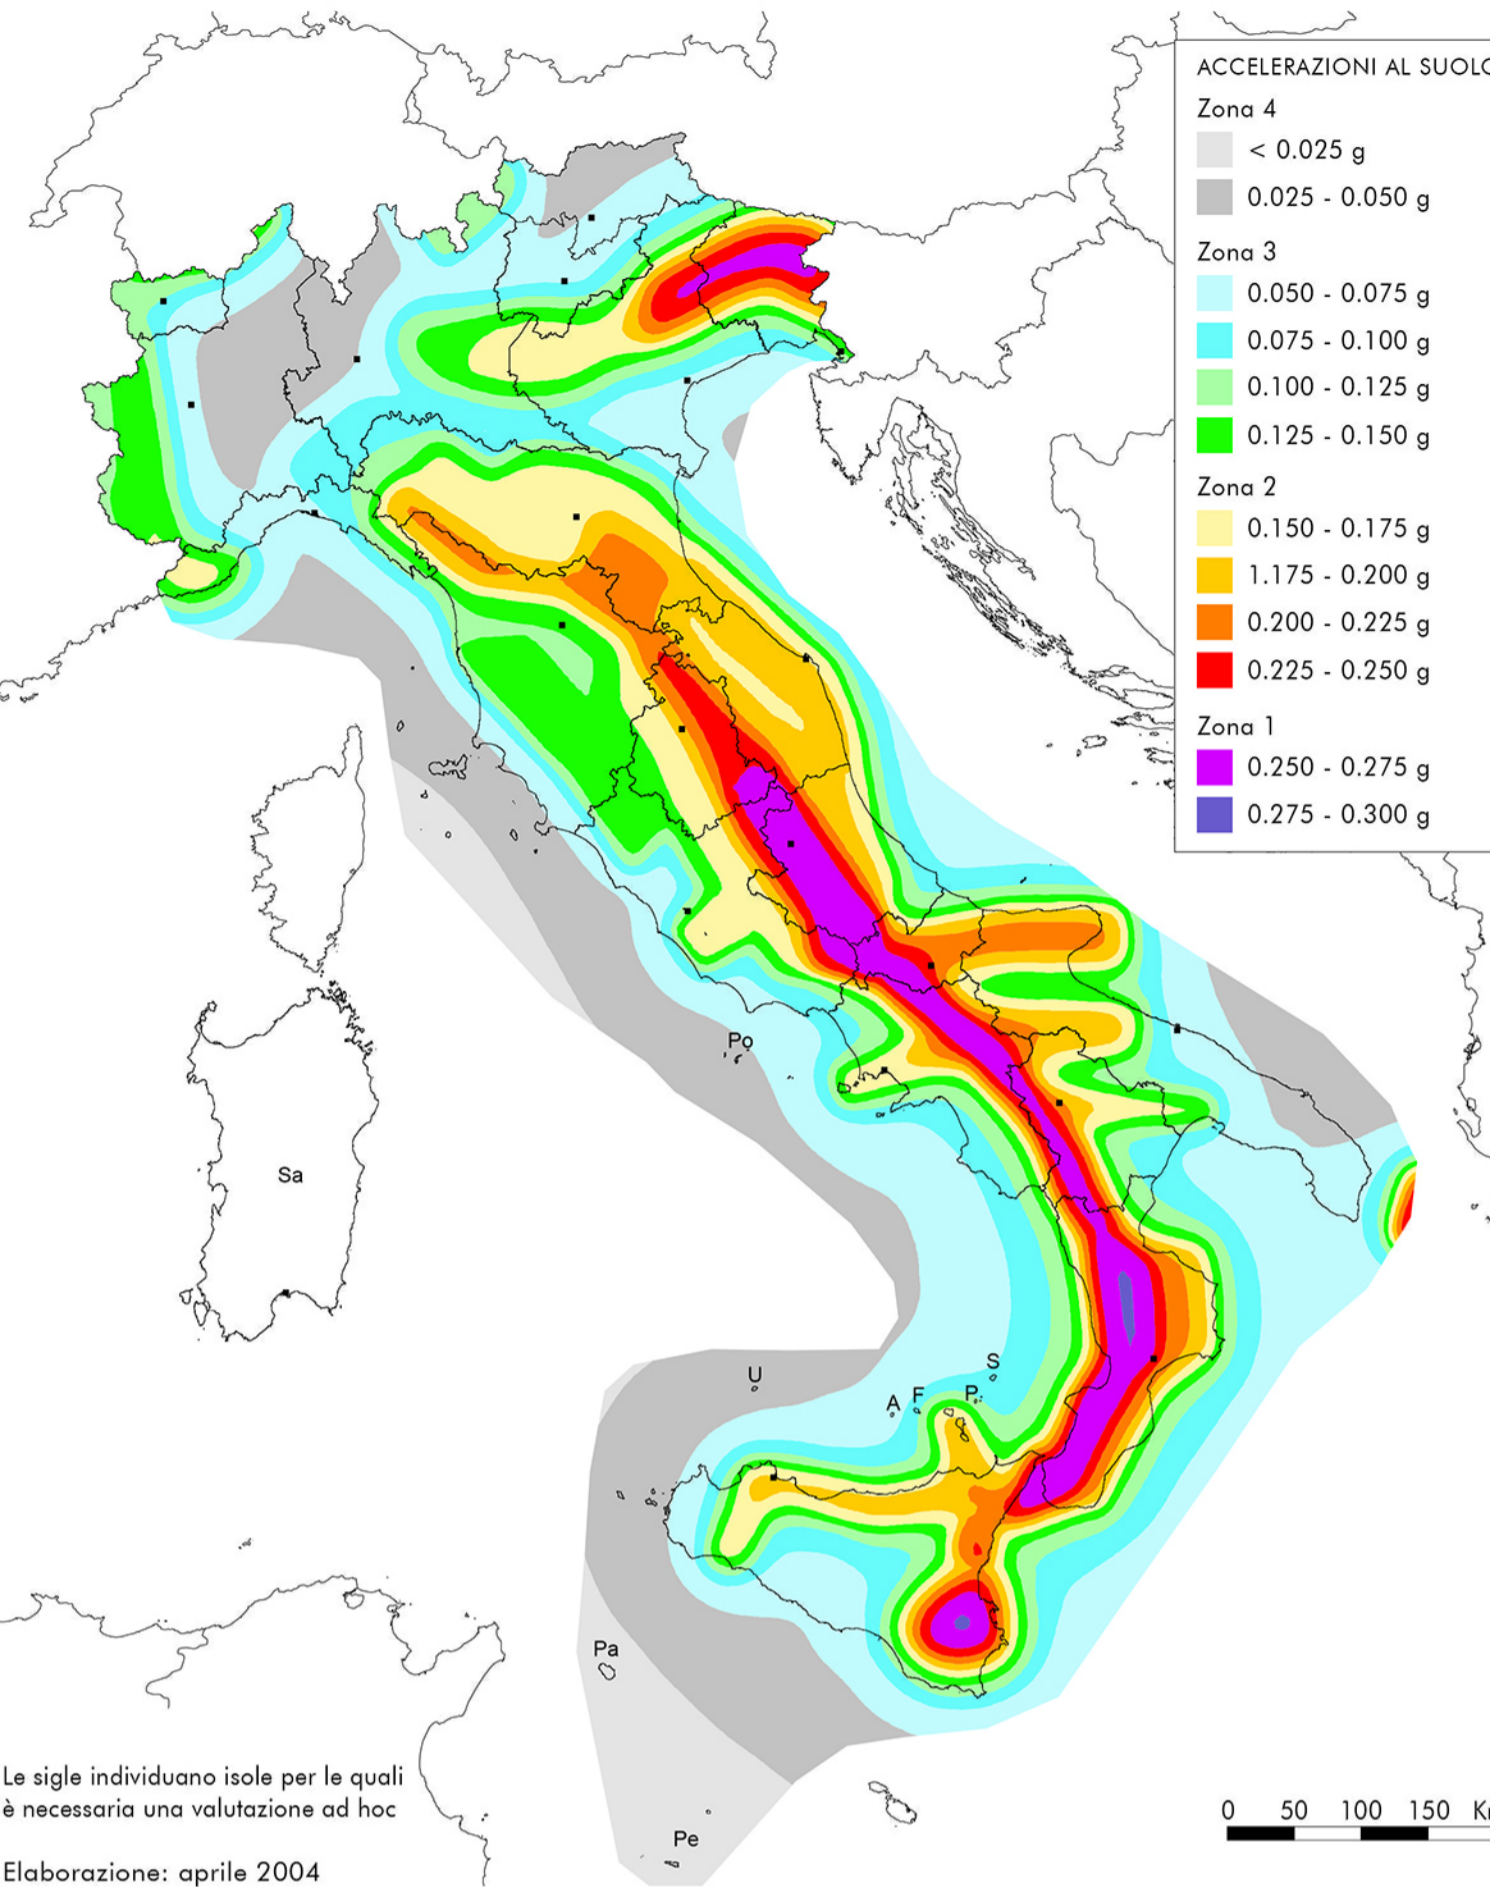 ACCELERAZIONI AL SUOLO
Zona 4
< 0.025 g
0.025 - 0.050 g
Zona 3
0.050 - 0.075 g
0.075 - 0.100 g
0.100 - 0.125 g
0.125 - 0.150 g
Zona 2
0.150 - 0.175 g
1.175 - 0.200 g
0.200 - 0.225 g
0.225 - 0.250 g
Zona 1
0.250 - 0.275 g
0.275 - 0.300 g
Po
Sa
U
S
A
F
P
Pa
Pe
Le sigle individuano isole per le quali
è necessaria una valutazione ad hoc
Elaborazione: aprile 2004
0 50 100 150 Km